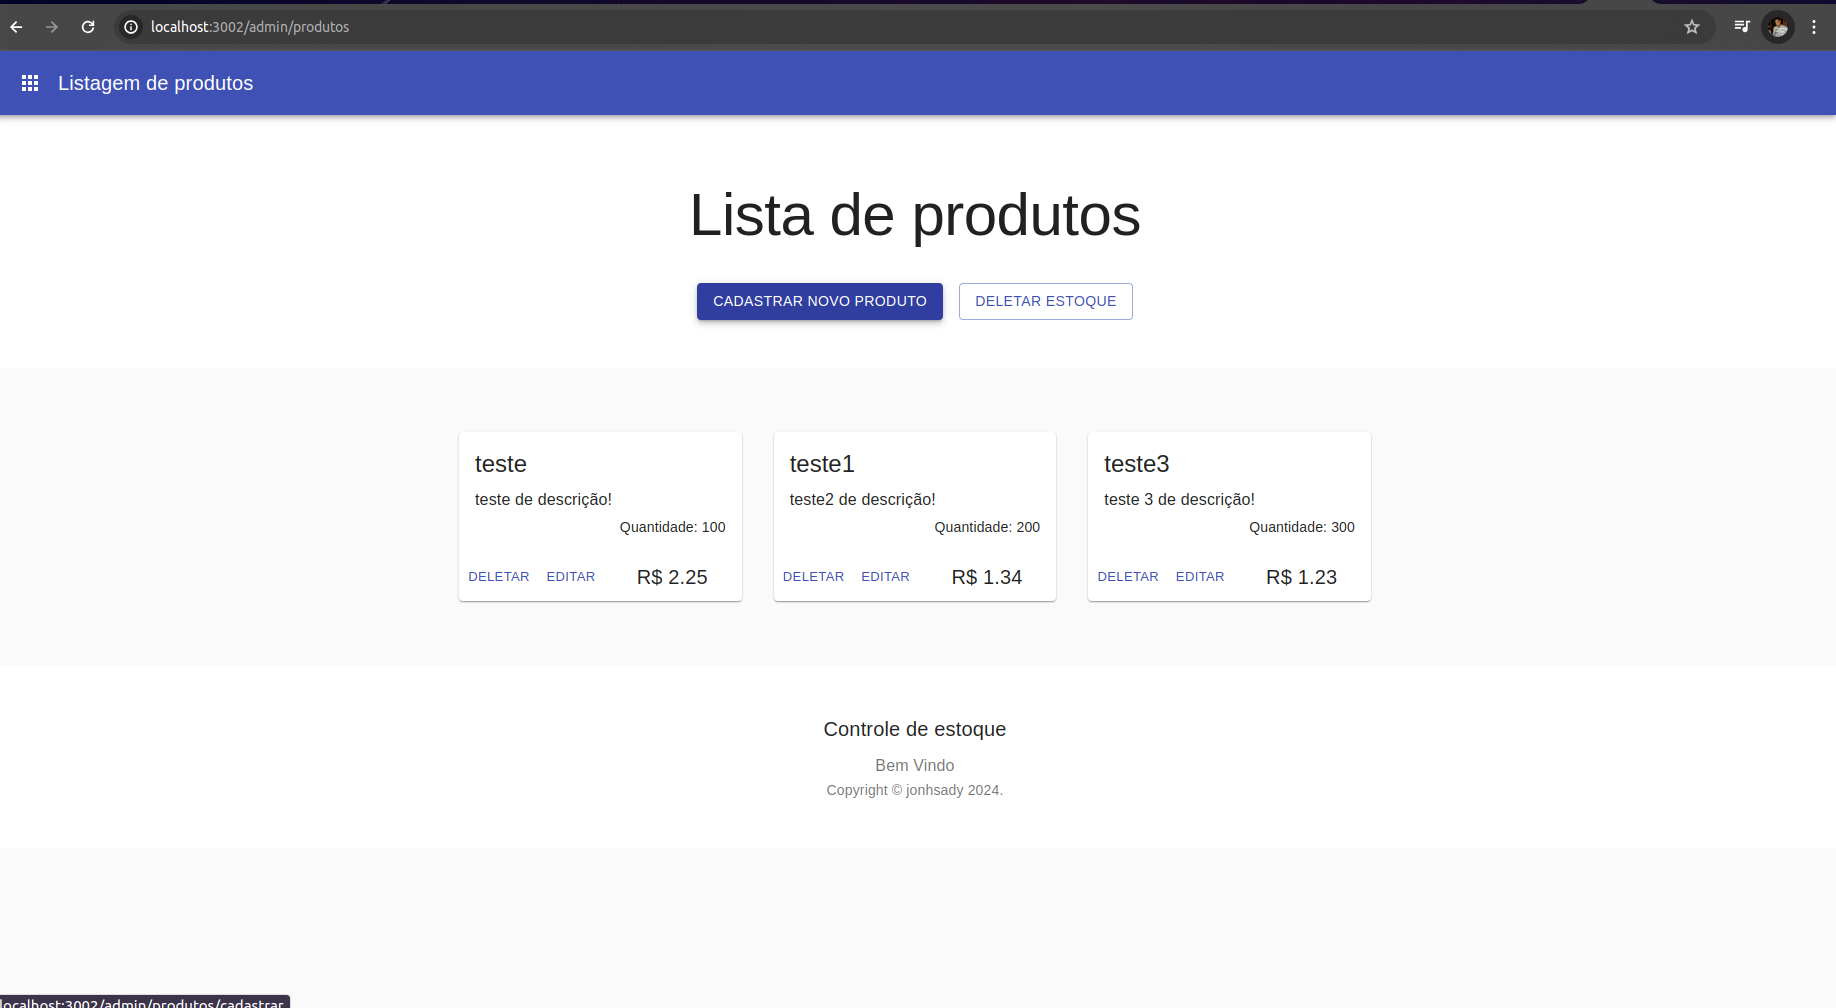 localhost:3002/admin/produtos
Listagem de produtos
Lista de produtos
CADASTRAR NOVO PRODUTO
DELETAR ESTOQUE
teste
teste de descrição!
Quantidade: 100
DELETAR EDITAR R$ 2.25
teste1
teste2 de descrição!
Quantidade: 200
DELETAR EDITAR R$ 1.34
teste3
teste 3 de descrição!
Quantidade: 300
DELETAR EDITAR R$ 1.23
Controle de estoque
Bem Vindo
Copyright © jonhsady 2024.
localhost:3002/admin/produtos/cadastrar